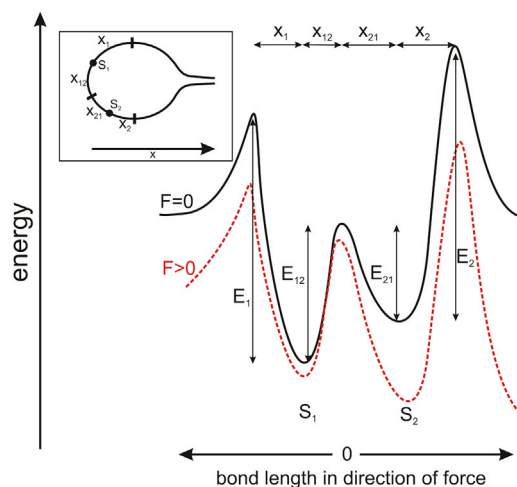 x₁ x₁₂ x₂₁ x₂
x₁
S₁
x₁₂
S₂
x₂₁
x₂
x
energy
F=0
F>0
E₁
E₁₂
E₂₁
E₂
S₁ S₂
0
bond length in direction of force